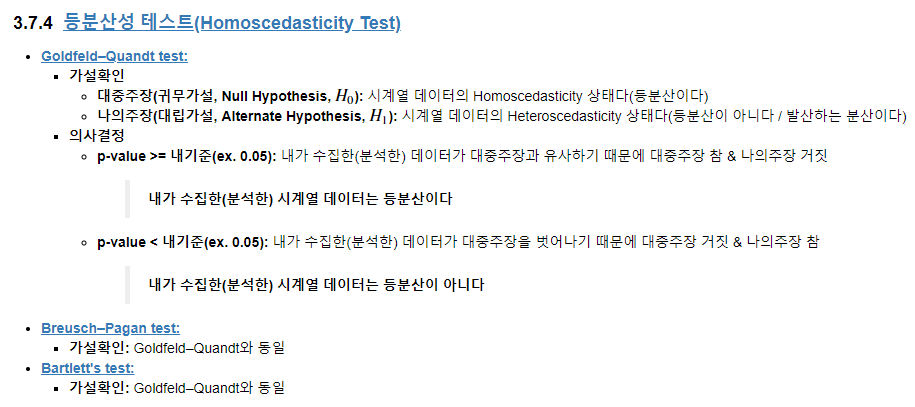 3.7.4 등분산성 테스트(Homoscedasticity Test)
Goldfeld–Quandt test:
가설확인
대중주장(귀무가설, Null Hypothesis, H0): 시계열 데이터의 Homoscedasticity 상태다(등분산이다)
나의주장(대립가설, Alternate Hypothesis, H1): 시계열 데이터의 Heteroscedasticity 상태다(등분산이 아니다 / 발산하는 분산이다)
의사결정
p-value >= 내기준(ex. 0.05): 내가 수집한(분석한) 데이터가 대중주장과 유사하기 때문에 대중주장 참 & 나의주장 거짓
내가 수집한(분석한) 시계열 데이터는 등분산이다
p-value < 내기준(ex. 0.05): 내가 수집한(분석한) 데이터가 대중주장을 벗어나기 때문에 대중주장 거짓 & 나의주장 참
내가 수집한(분석한) 시계열 데이터는 등분산이 아니다
Breusch–Pagan test:
가설확인: Goldfeld–Quandt와 동일
Bartlett's test:
가설확인: Goldfeld–Quandt와 동일